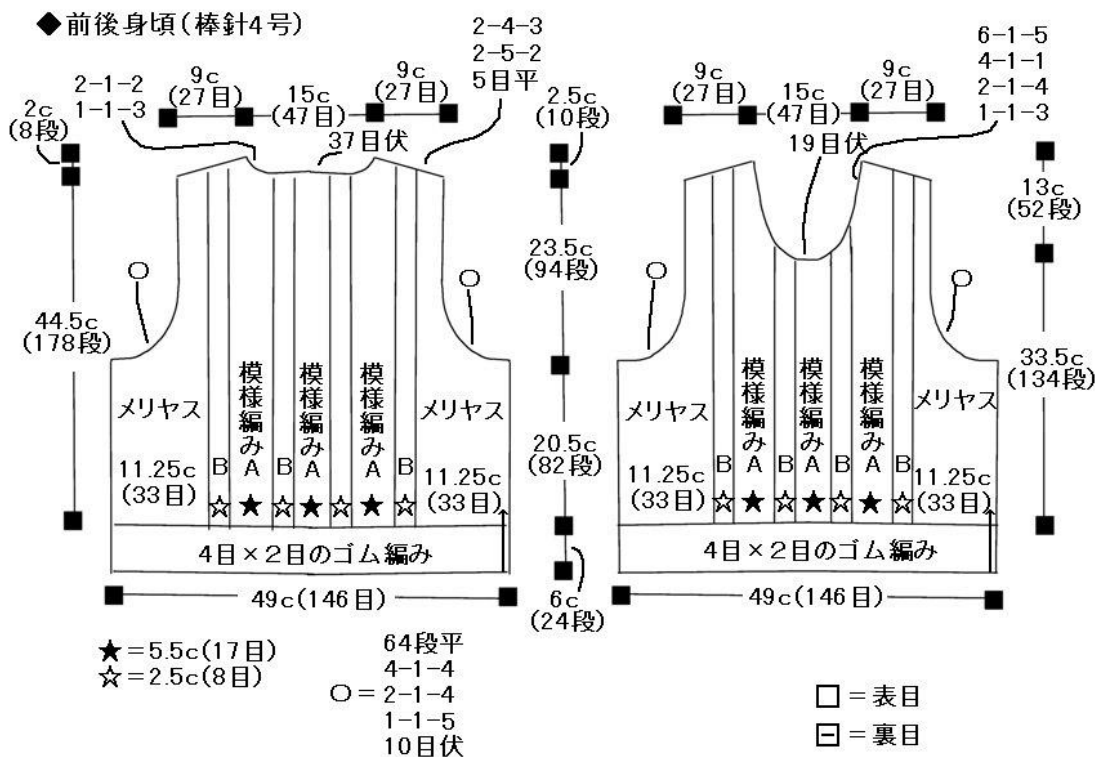 ◆前後身頃(棒針4号)
2-1-2
1-1-3
9c
(27目)
15c
(47目)
9c
(27目)
2-4-3
2-5-2
5目平
37目伏
2c
(8段)
44.5c
(178段)
○
○
メリヤス
11.25c
(33目)
B
☆
模様編みA
★
B
☆
模様編みA
★
☆
模様編みA
★
B
☆
メリヤス
11.25c
(33目)
4目×2目のゴム編み
49c(146目)
2.5c
(10段)
23.5c
(94段)
20.5c
(82段)
6c
(24段)
9c
(27目)
15c
(47目)
9c
(27目)
6-1-5
4-1-1
2-1-4
1-1-3
19目伏
13c
(52段)
33.5c
(134段)
○
○
メリヤス
11.25c
(33目)
B
☆
模様編みA
★
B
☆
模様編みA
★
B
☆
模様編みA
★
B
☆
メリヤス
11.25c
(33目)
4目×2目のゴム編み
49c(146目)
★=5.5c(17目)
☆=2.5c(8目)
○=
64段平
4-1-4
2-1-4
1-1-5
10目伏
□=表目
⊟=裏目